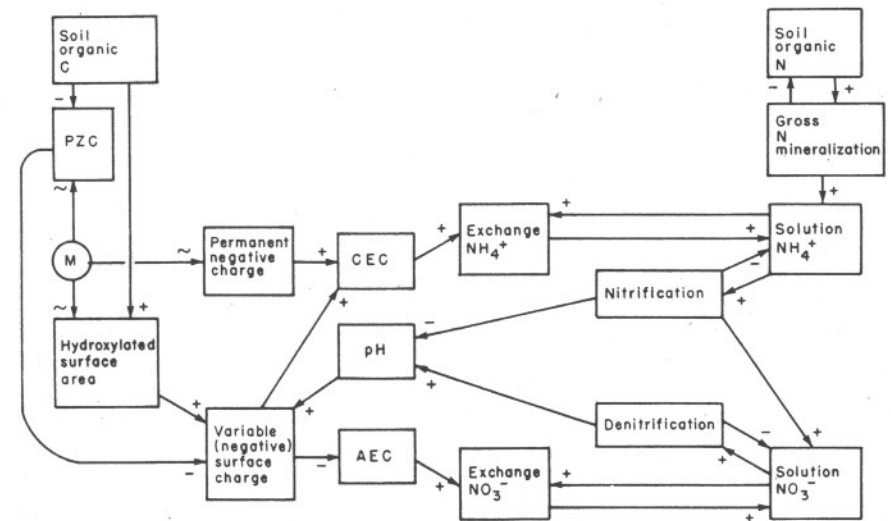 Soil
organic
C
Soil
organic
N
-
-
+
PZC
Gross
N
mineralization
~
+
M
~
Permanent
negative
charge
+
CEC
+
Exchange
NH₄⁺
+
+
Solution
NH₄⁺
-
~
+
+
Nitrification
+
Hydroxylated
surface
area
pH
-
+
+
+
Variable
(negative)
surface
charge
-
-
AEC
+
Denitrification
-
+
+
Exchange
NO₃⁻
+
+
Solution
NO₃⁻